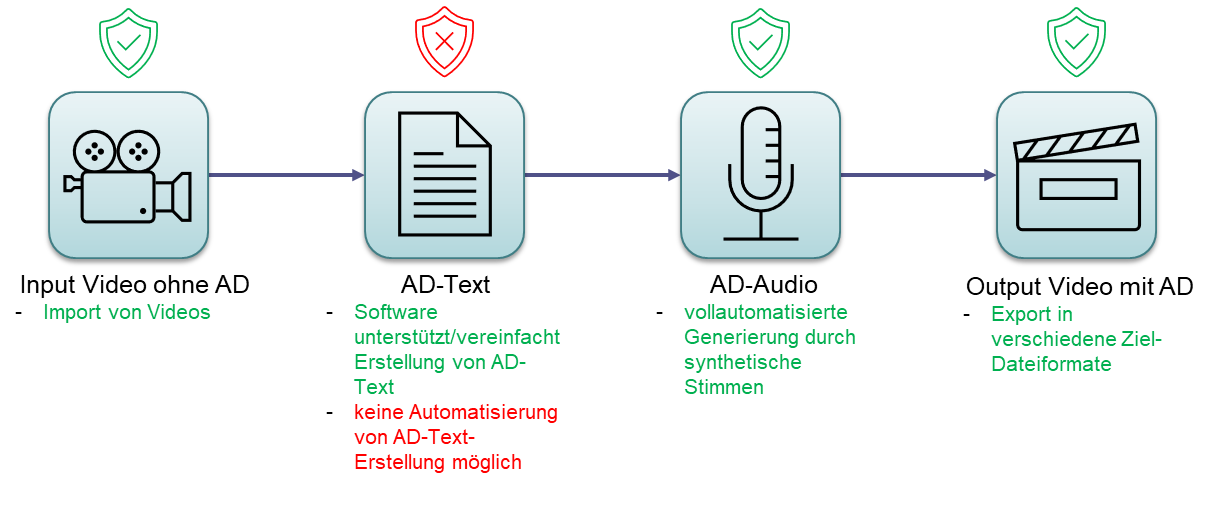 Input Video ohne AD
- Import von Videos
AD-Text
- Software
unterstützt/vereinfacht
Erstellung von AD-
Text
- keine Automatisierung
von AD-Text-
Erstellung möglich
AD-Audio
- vollautomatisierte
Generierung durch
synthetische
Stimmen
Output Video mit AD
- Export in
verschiedene Ziel-
Dateiformate